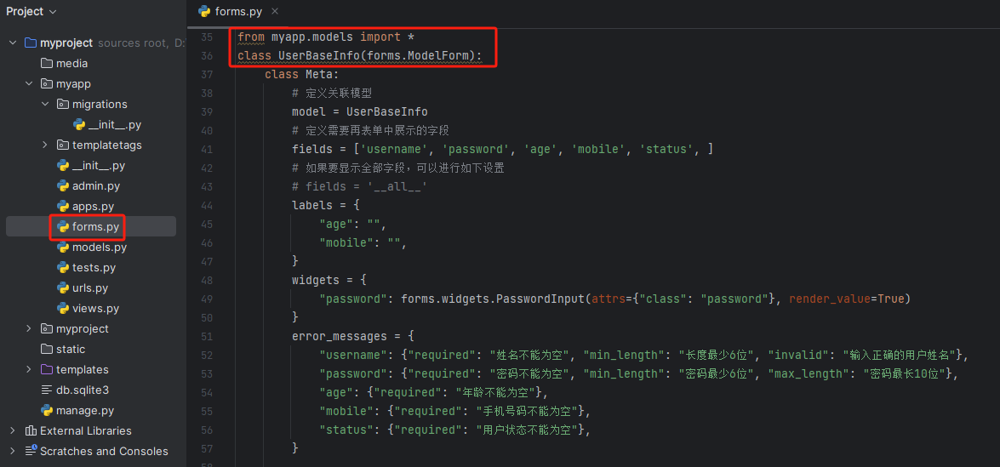 Project
myproject sources root, D:
media
myapp
migrations
__init__.py
templatetags
__init__.py
admin.py
apps.py
forms.py
models.py
tests.py
urls.py
views.py
myproject
static
templates
db.sqlite3
manage.py
External Libraries
Scratches and Consoles
forms.py ×
35 from myapp.models import *
36 class UserBaseInfo(forms.ModelForm):
37 class Meta:
38 # 定义关联模型
39 model = UserBaseInfo
40 # 定义需要再表单中展示的字段
41 fields = ['username', 'password', 'age', 'mobile', 'status', ]
42 # 如果要显示全部字段，可以进行如下设置
43 # fields = '__all__'
44 labels = {
45 "age": "",
46 "mobile": "",
47 }
48 widgets = {
49 "password": forms.widgets.PasswordInput(attrs={"class": "password"}, render_value=True)
50 }
51 error_messages = {
52 "username": {"required": "姓名不能为空", "min_length": "长度最少6位", "invalid": "输入正确的用户姓名"},
53 "password": {"required": "密码不能为空", "min_length": "密码最少6位", "max_length": "密码最长10位"},
54 "age": {"required": "年龄不能为空"},
55 "mobile": {"required": "手机号码不能为空"},
56 "status": {"required": "用户状态不能为空"},
57 }